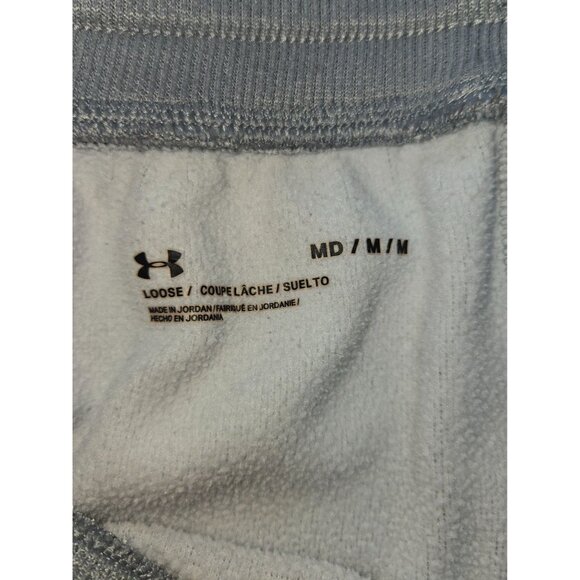 MD / M / M
LOOSE / COUPE LÂCHE / SUELTO
MADE IN JORDAN / FABRIQUÉ EN JORDANIE /
HECHO EN JORDANIA